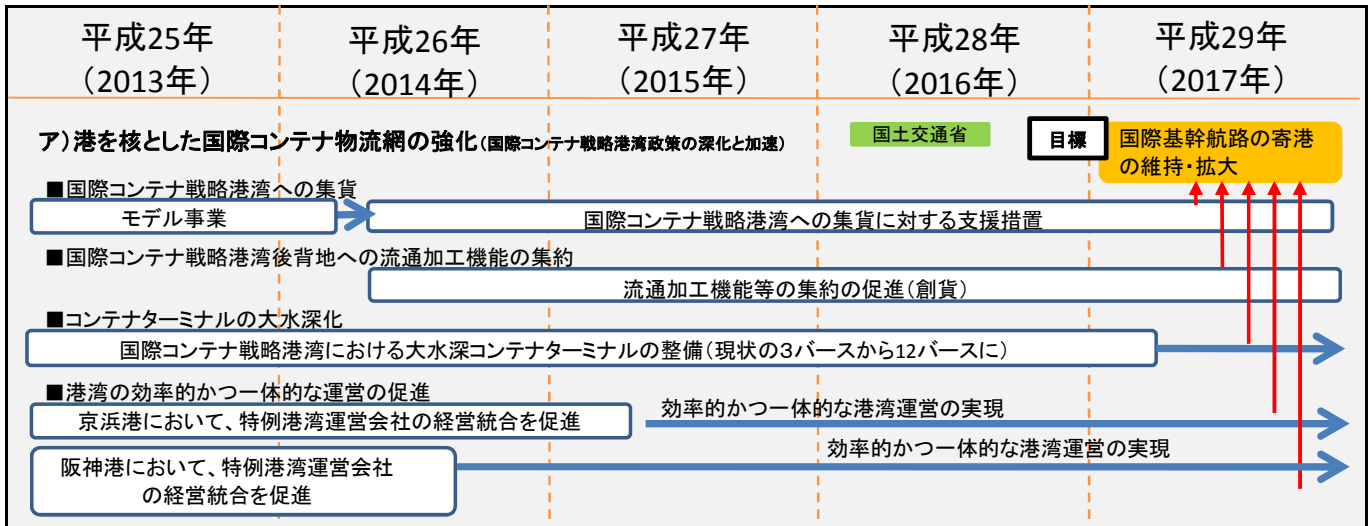 平成25年
(2013年)
平成26年
(2014年)
平成27年
(2015年)
平成28年
(2016年)
平成29年
(2017年)
ア)港を核とした国際コンテナ物流網の強化(国際コンテナ戦略港湾政策の深化と加速)
国土交通省
目標
国際基幹航路の寄港
の維持・拡大
■国際コンテナ戦略港湾への集貨
モデル事業
国際コンテナ戦略港湾への集貨に対する支援措置
■国際コンテナ戦略港湾後背地への流通加工機能の集約
流通加工機能等の集約の促進(創貨)
■コンテナターミナルの大水深化
国際コンテナ戦略港湾における大水深コンテナターミナルの整備(現状の3バースから12バースに)
■港湾の効率的かつ一体的な運営の促進
京浜港において、特例港湾運営会社の経営統合を促進
効率的かつ一体的な港湾運営の実現
阪神港において、特例港湾運営会社
の経営統合を促進
効率的かつ一体的な港湾運営の実現